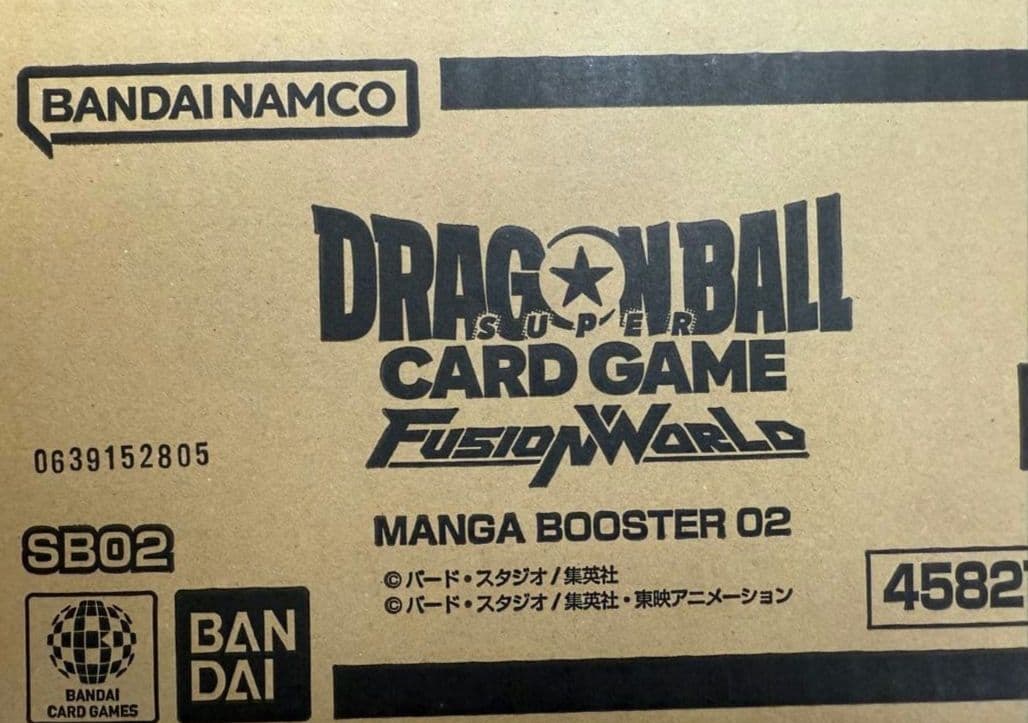 BANDAI NAMCO
DRAGON BALL
SUPER
CARD GAME
FUSION WORLD
0639152805
MANGA BOOSTER 02
SB02
©バード・スタジオ/集英社
©バード・スタジオ/集英社・東映アニメーション
4582
BAN
DAI
BANDAI
CARD GAMES